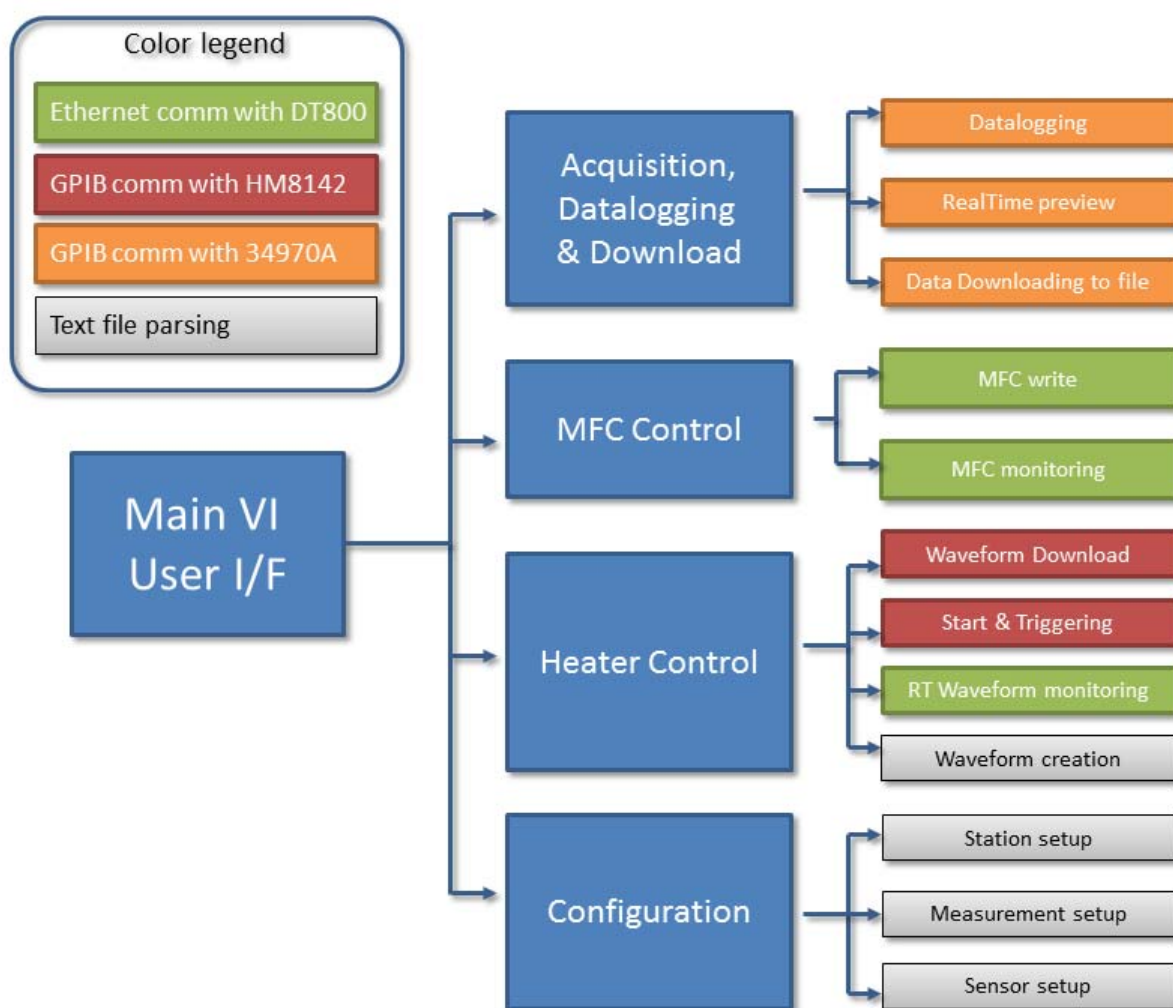 Color legend
Ethernet comm with DT800
GPIB comm with HM8142
GPIB comm with 34970A
Text file parsing
Main VI
User I/F
Acquisition,
Datalogging
& Download
Datalogging
RealTime preview
Data Downloading to file
MFC Control
MFC write
MFC monitoring
Heater Control
Waveform Download
Start & Triggering
RT Waveform monitoring
Waveform creation
Configuration
Station setup
Measurement setup
Sensor setup